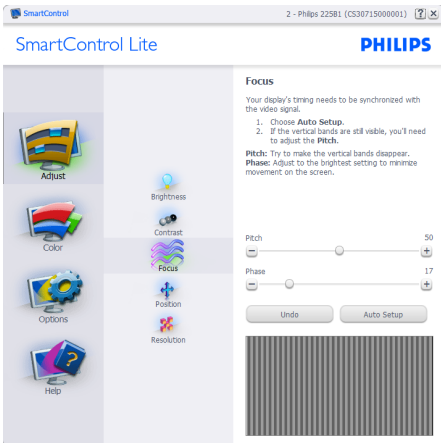 SmartControl
2 - Philips 225B1 (CS30715000001)
?
SmartControl Lite
PHILIPS
Adjust
Color
Options
Help
Brightness
Contrast
Focus
Position
Resolution
Focus
Your display's timing needs to be synchronized with
the video signal.
1. Choose Auto Setup.
2. If the vertical bands are still visible, you'll need
to adjust the Pitch.
Pitch: Try to make the vertical bands disappear.
Phase: Adjust to the brightest setting to minimize
movement on the screen.
Pitch 50
Phase 17
Undo
Auto Setup